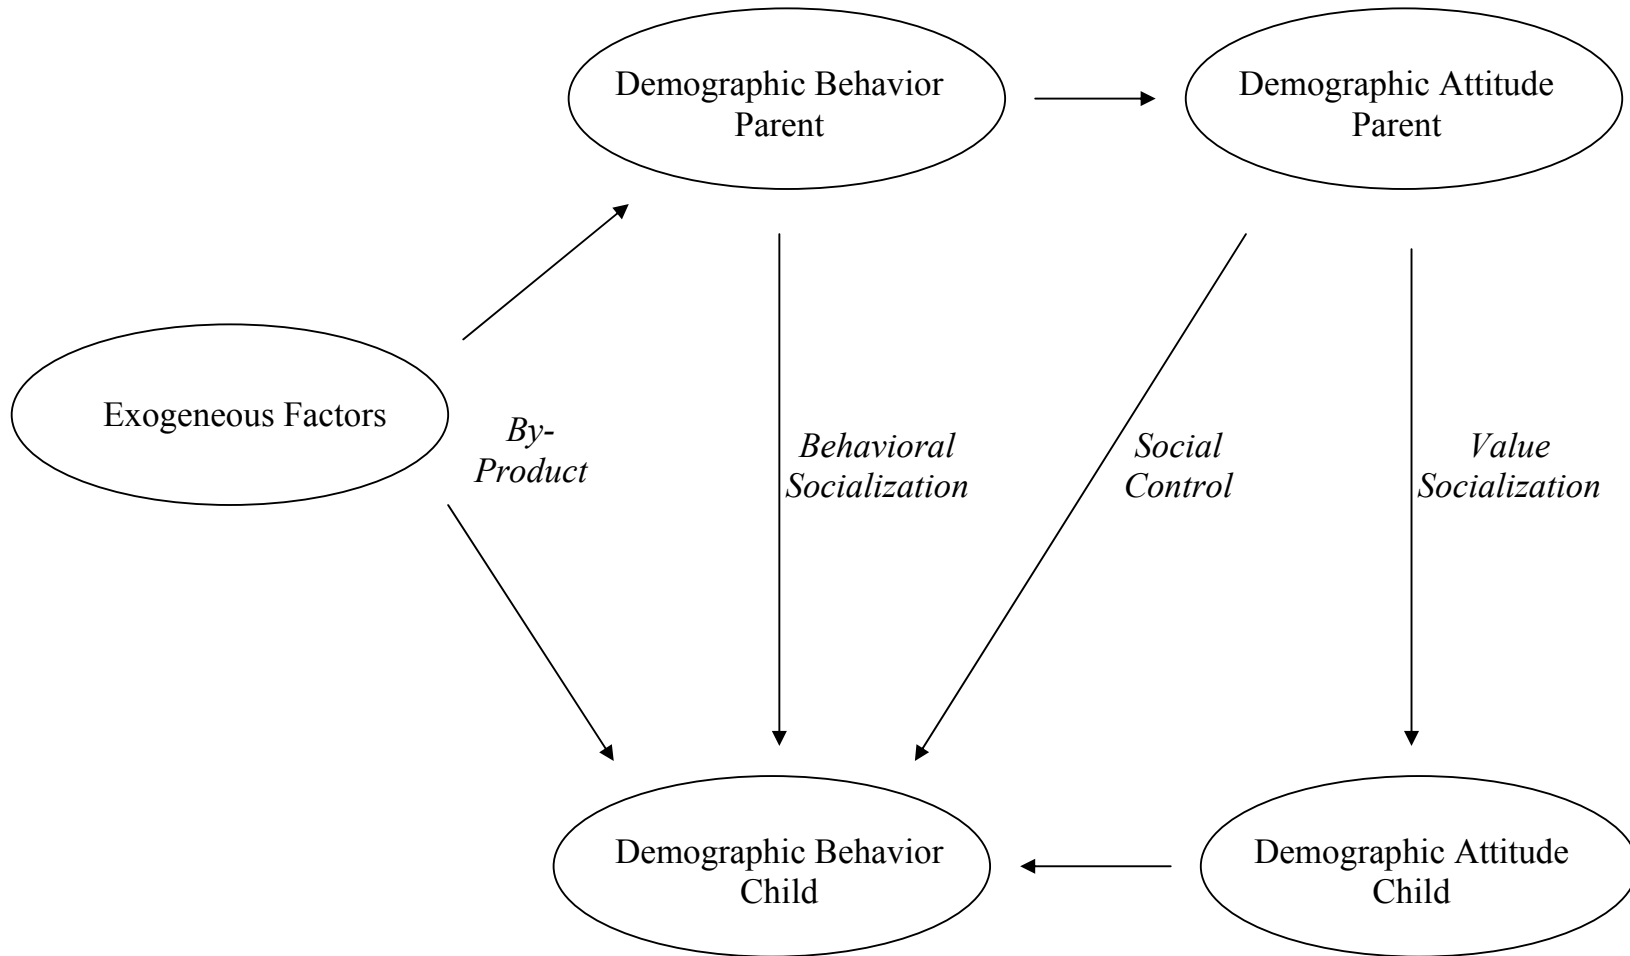 Demographic Behavior
Parent
Demographic Attitude
Parent
Exogeneous Factors
By-
Product
Behavioral
Socialization
Social
Control
Value
Socialization
Demographic Behavior
Child
Demographic Attitude
Child